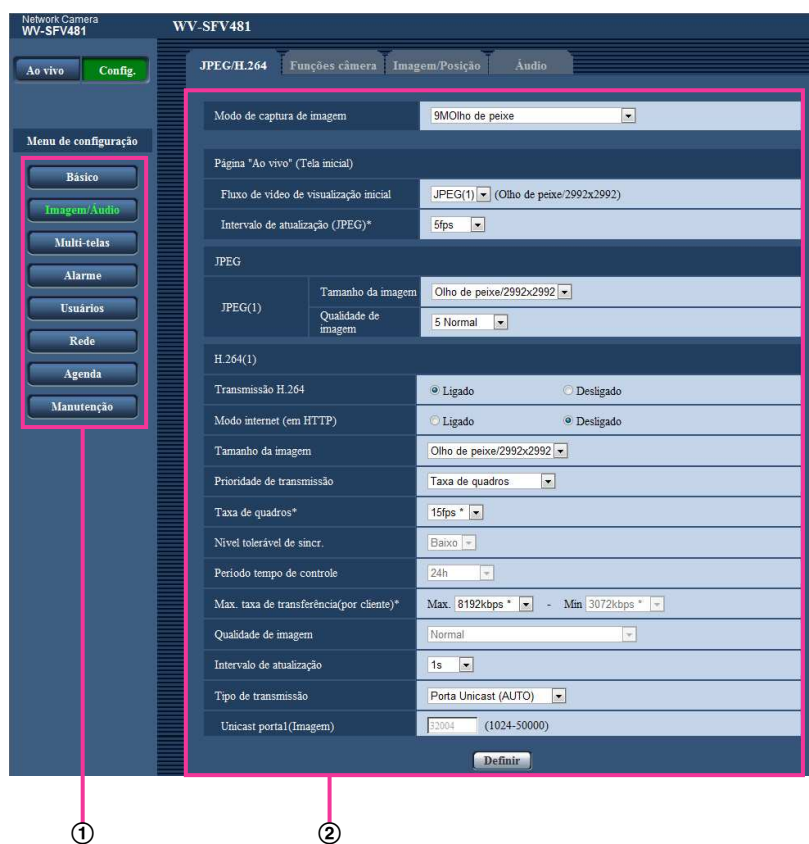 Network Camera
WV-SFV481
WV-SFV481
Ao vivo
Config.
JPEG/H.264
Funções câmera
Imagem/Posição
Áudio
Menu de configuração
Básico
Imagem/Áudio
Multi-telas
Alarme
Usuários
Rede
Agenda
Manutenção
Modo de captura de imagem
9MOlho de peixe
Página "Ao vivo" (Tela inicial)
Fluxo de vídeo de visualização inicial
JPEG(1) (Olho de peixe/2992x2992)
Intervalo de atualização (JPEG)*
5fps
JPEG
JPEG(1)
Tamanho da imagem
Olho de peixe/2992x2992
Qualidade de
imagem
5 Normal
H.264(1)
Transmissão H.264
Ligado
Desligado
Modo internet (em HTTP)
Ligado
Desligado
Tamanho da imagem
Olho de peixe/2992x2992
Prioridade de transmissão
Taxa de quadros
Taxa de quadros*
15fps *
Nível tolerável de sincr.
Baixo
Período tempo de controle
24h
Max. taxa de transferência(por cliente)*
Max. 8192kbps * - Min 3072kbps *
Qualidade de imagem
Normal
Intervalo de atualização
1s
Tipo de transmissão
Porta Unicast (AUTO)
Unicast porta1(Imagem)
32004 (1024-50000)
Definir
①
②